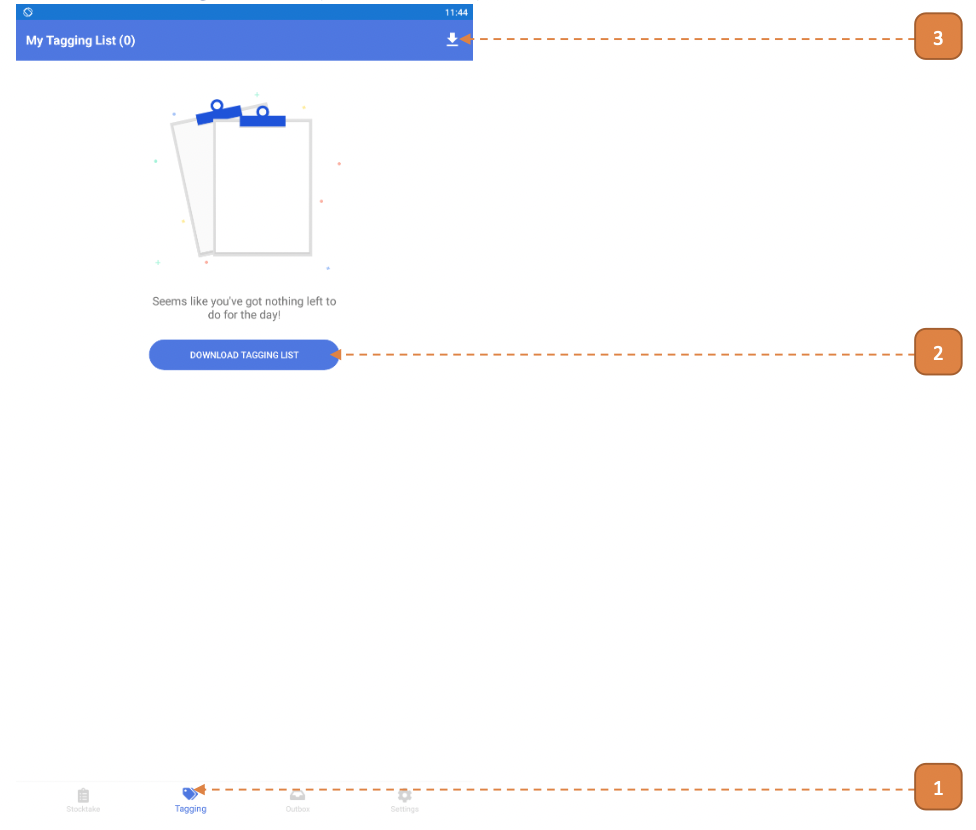 11:44
My Tagging List (0)
3
Seems like you've got nothing left to
do for the day!
DOWNLOAD TAGGING LIST
2
1
Stocktake
Tagging
Outbox
Settings